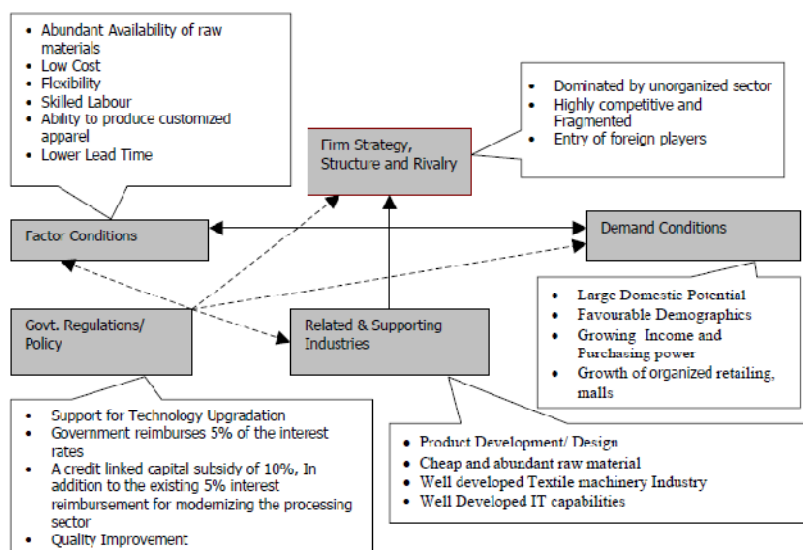 Abundant Availability of raw
materials
Low Cost
Flexibility
Skilled Labour
Ability to produce customized
apparel
Lower Lead Time
Dominated by unorganized sector
Highly competitive and
Fragmented
Entry of foreign players
Firm Strategy,
Structure and Rivalry
Factor Conditions
Demand Conditions
Govt. Regulations/
Policy
Related & Supporting
Industries
Large Domestic Potential
Favourable Demographics
Growing Income and
Purchasing power
Growth of organized retailing,
malls
Support for Technology Upgradation
Government reimburses 5% of the interest
rates
A credit linked capital subsidy of 10%, In
addition to the existing 5% interest
reimbursement for modernizing the processing
sector
Quality Improvement
Product Development/ Design
Cheap and abundant raw material
Well developed Textile machinery Industry
Well Developed IT capabilities